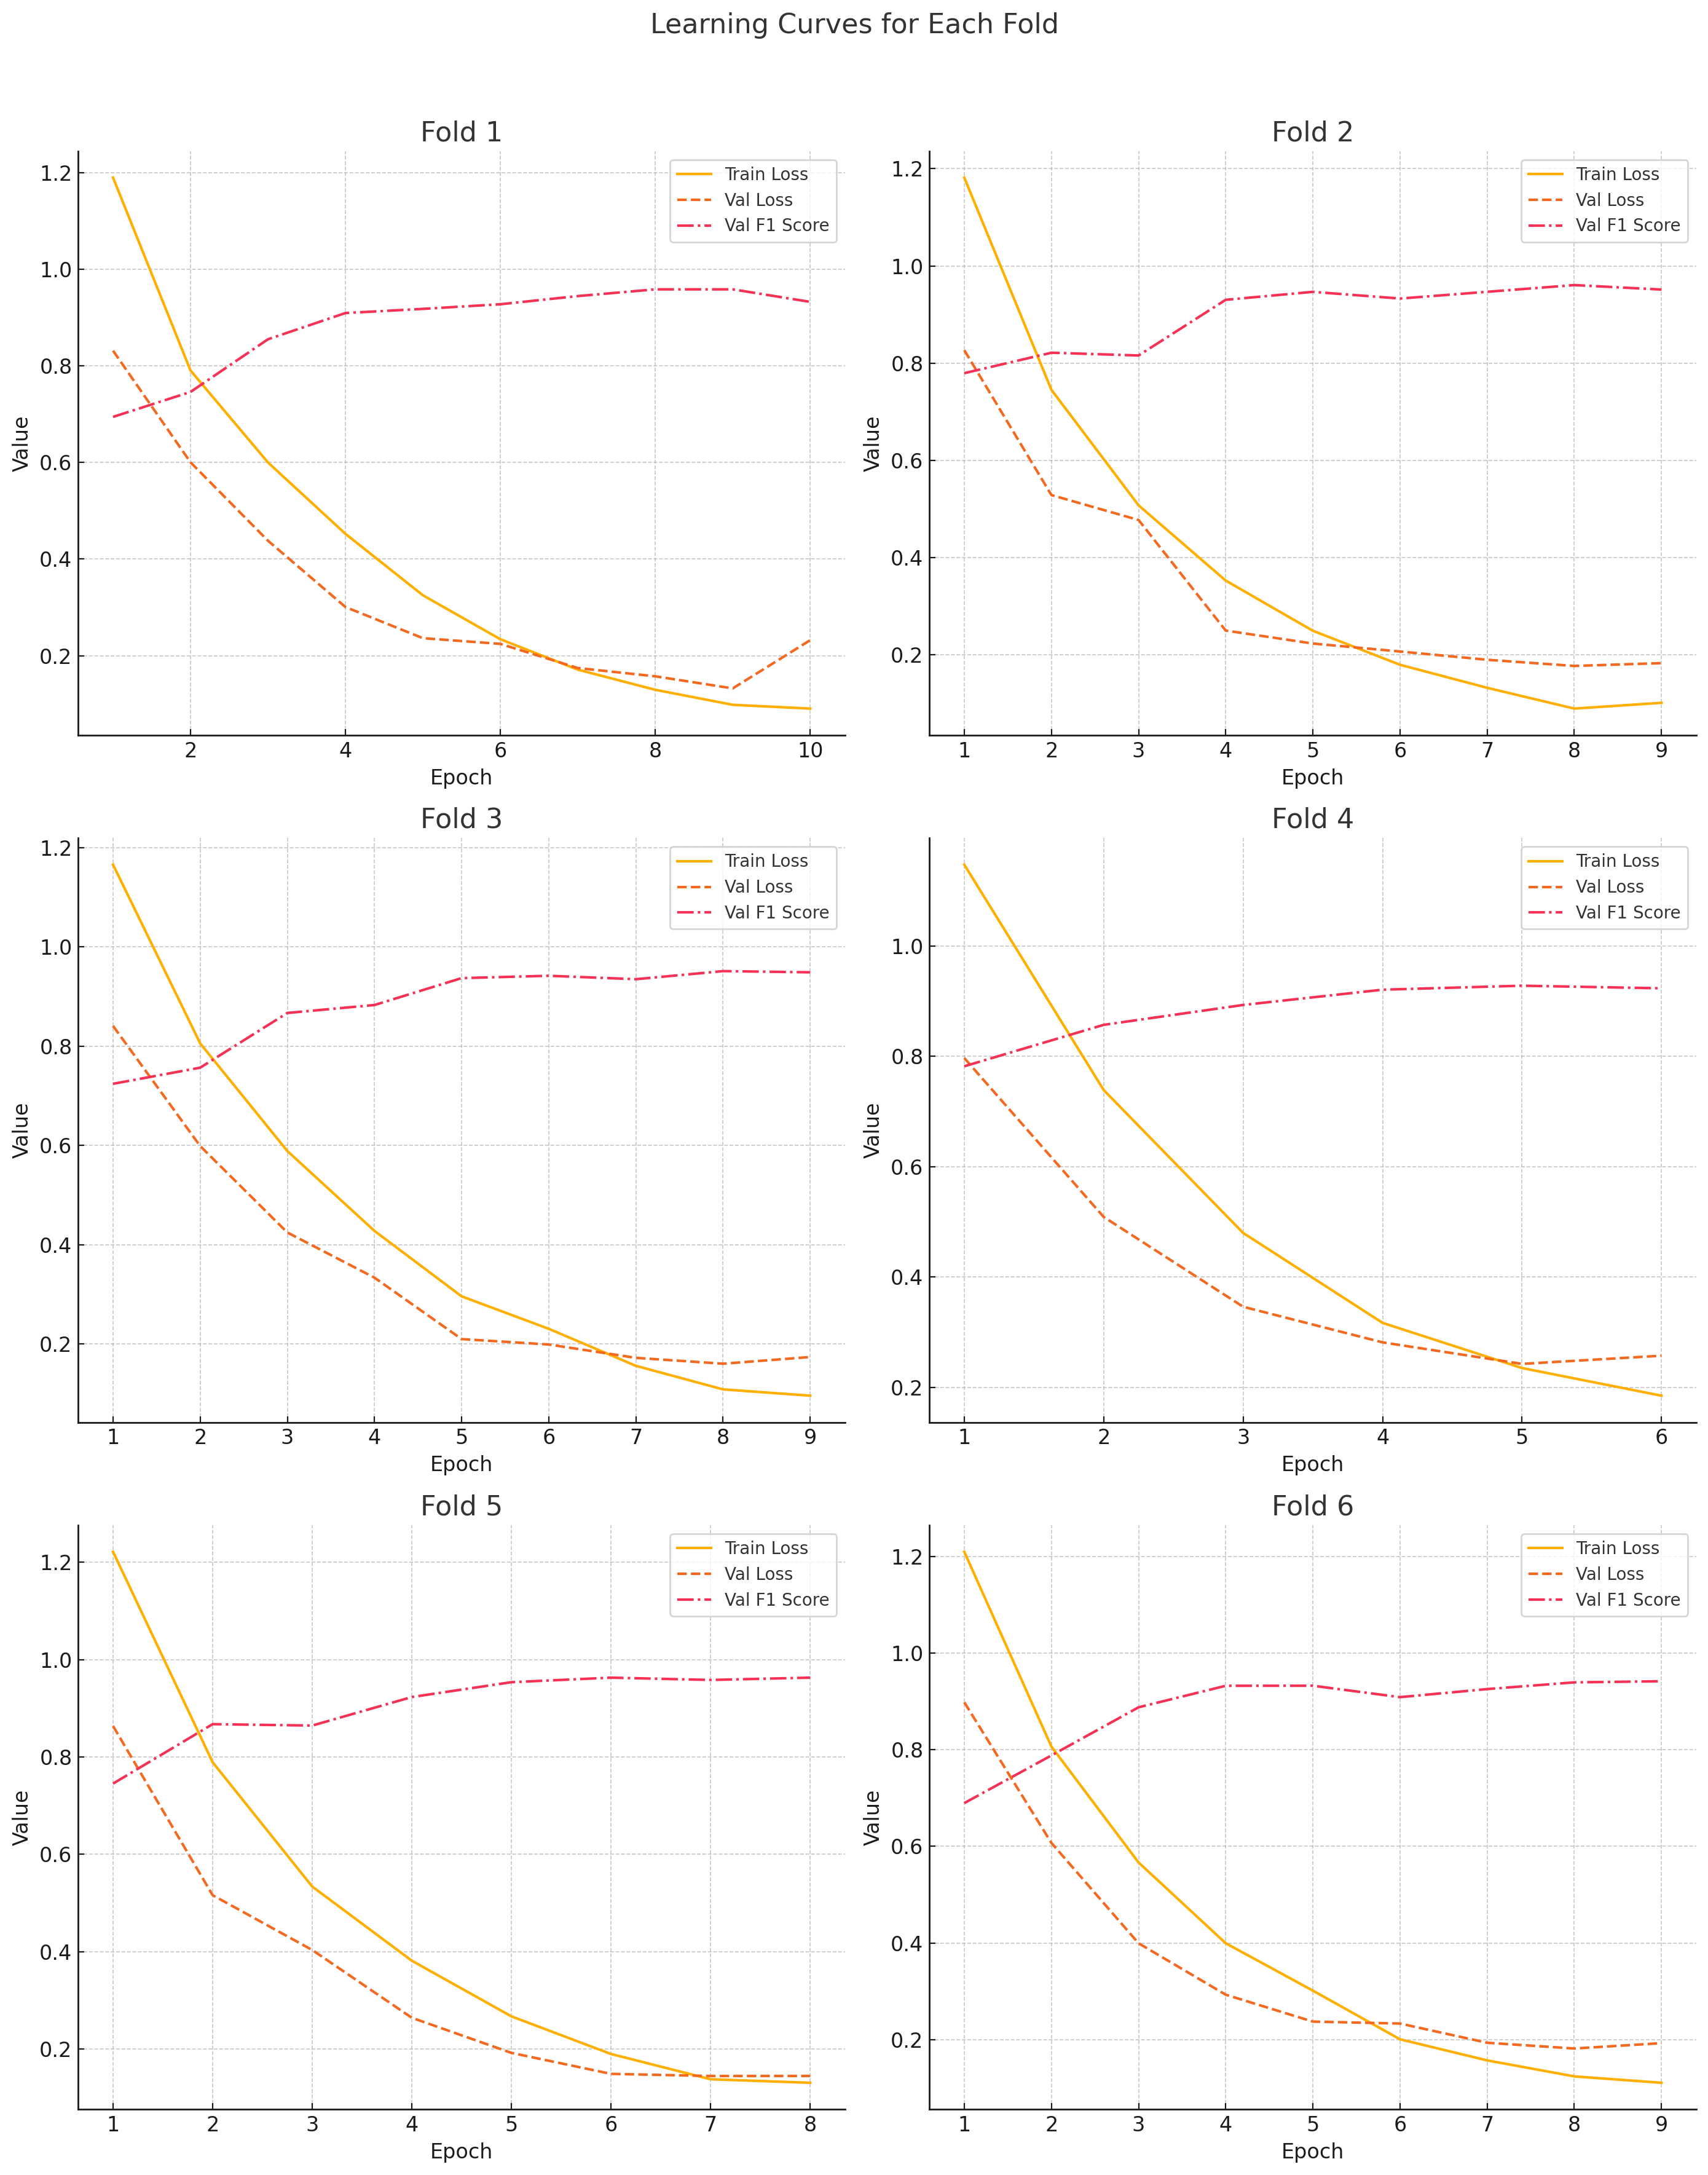 Learning Curves for Each Fold
Fold 1
Train Loss
Val Loss
Val F1 Score
1.2
1.0
0.8
0.6
0.4
0.2
Value
2 4 6 8 10
Epoch
Fold 2
Train Loss
Val Loss
Val F1 Score
1.2
1.0
0.8
0.6
0.4
0.2
Value
1 2 3 4 5 6 7 8 9
Epoch
Fold 3
Train Loss
Val Loss
Val F1 Score
1.2
1.0
0.8
0.6
0.4
0.2
Value
1 2 3 4 5 6 7 8 9
Epoch
Fold 4
Train Loss
Val Loss
Val F1 Score
1.0
0.8
0.6
0.4
0.2
Value
1 2 3 4 5 6
Epoch
Fold 5
Train Loss
Val Loss
Val F1 Score
1.2
1.0
0.8
0.6
0.4
0.2
Value
1 2 3 4 5 6 7 8
Epoch
Fold 6
Train Loss
Val Loss
Val F1 Score
1.2
1.0
0.8
0.6
0.4
0.2
Value
1 2 3 4 5 6 7 8 9
Epoch